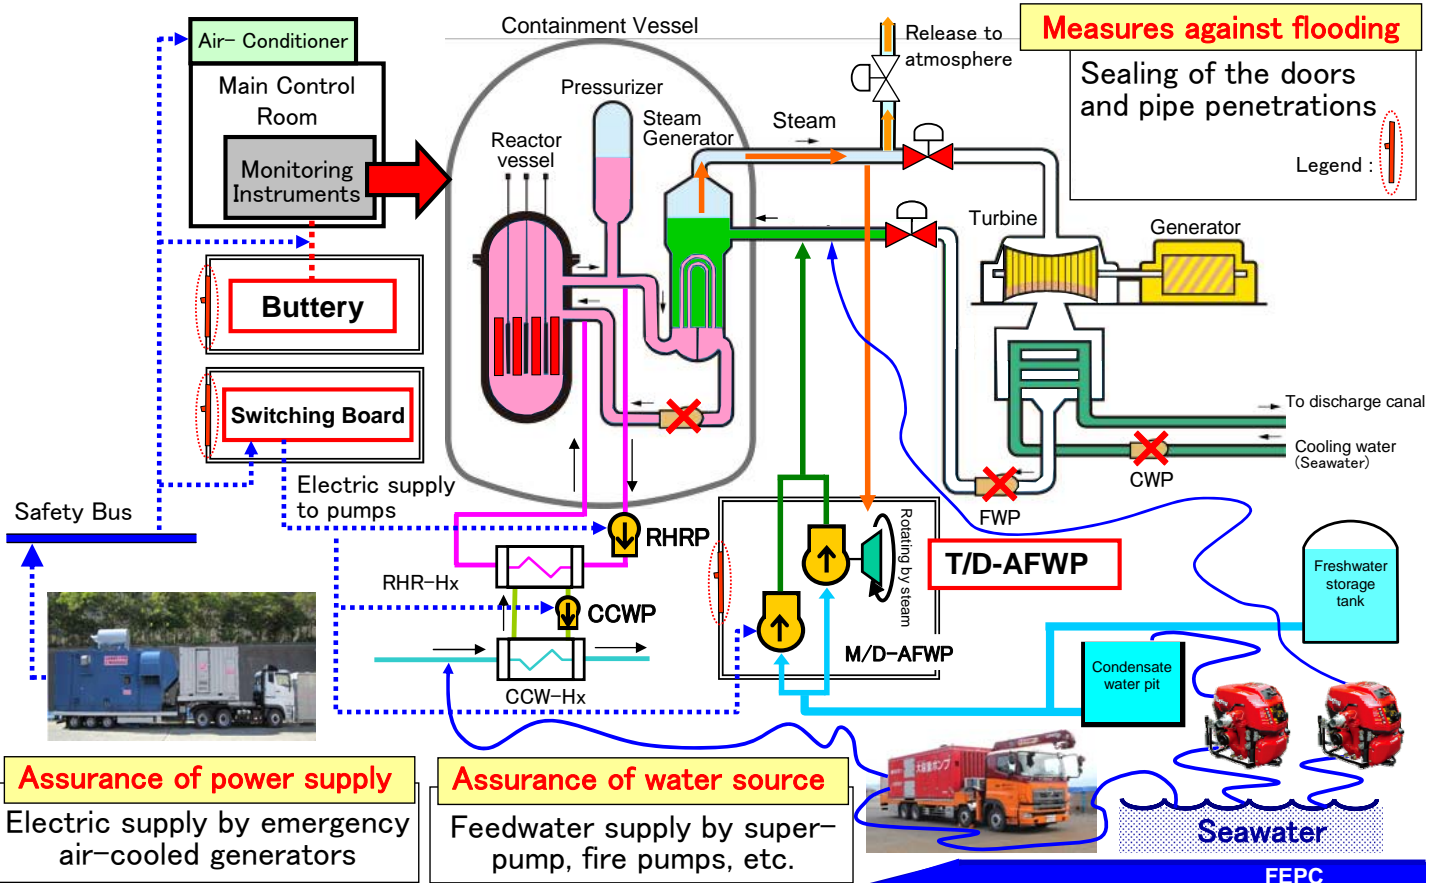 Air- Conditioner
Main Control
Room
Monitoring
Instruments
Buttery
Switching Board
Electric supply
to pumps
Safety Bus
Containment Vessel
Pressurizer
Steam
Generator
Reactor
vessel
Steam
Release to
atmosphere
Measures against flooding
Sealing of the doors
and pipe penetrations
Legend :
Turbine
Generator
To discharge canal
Cooling water
(Seawater)
CWP
FWP
RHRP
RHR-Hx
CCWP
CCW-Hx
Rotating by steam
T/D-AFWP
M/D-AFWP
Freshwater
storage
tank
Condensate
water pit
Seawater
Assurance of power supply
Electric supply by emergency
air-cooled generators
Assurance of water source
Feedwater supply by super-
pump, fire pumps, etc.
FEPC